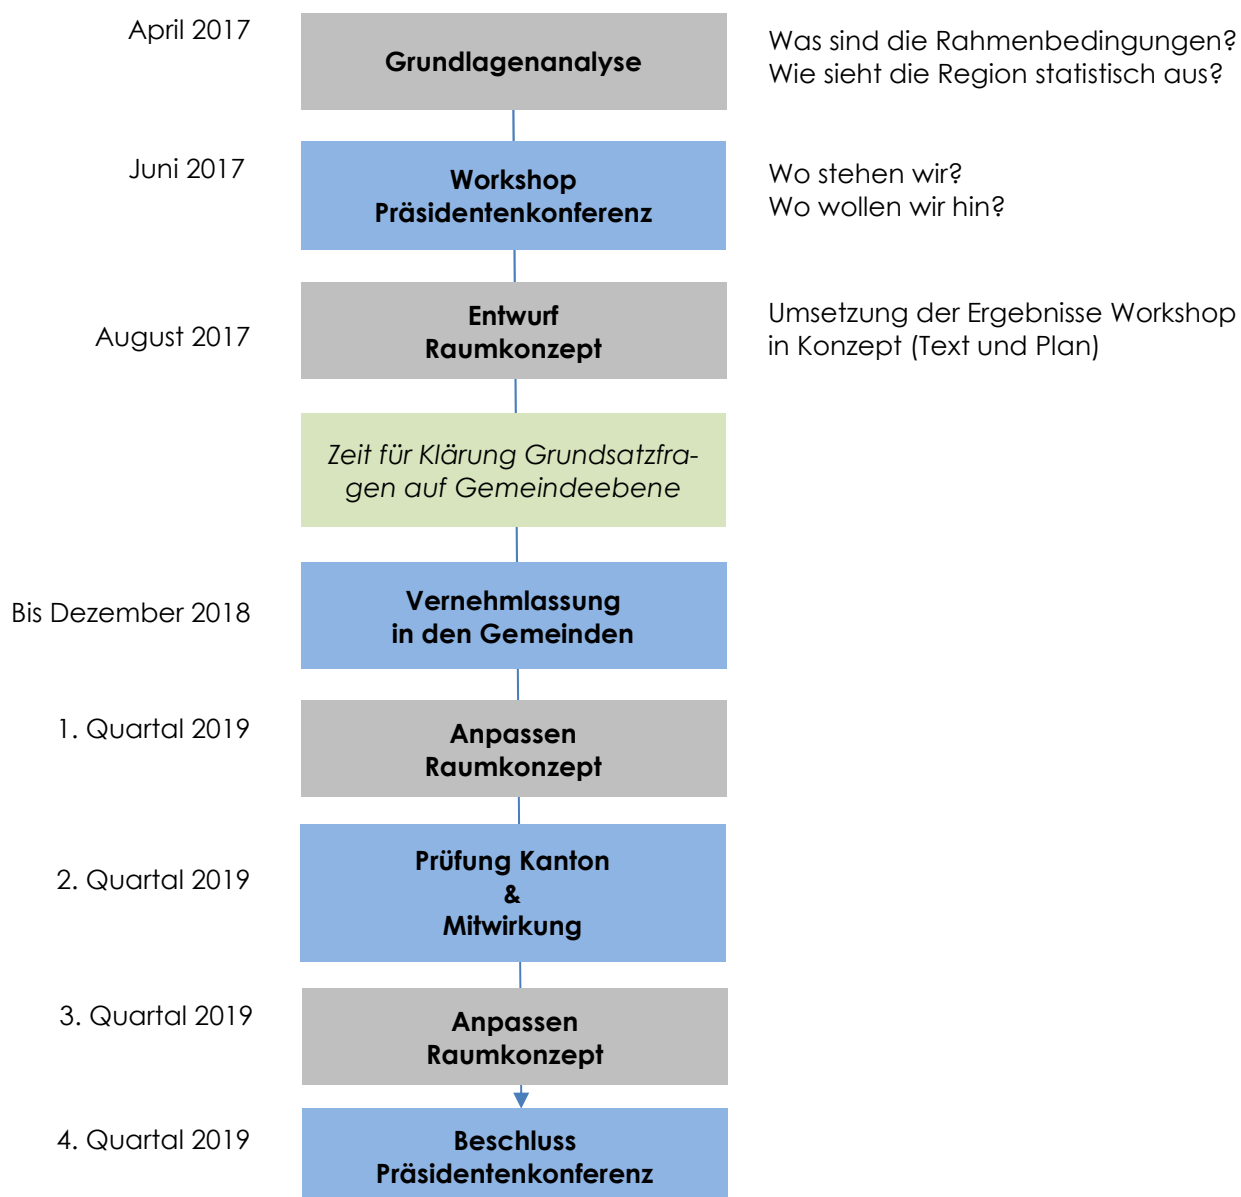 April 2017
Grundlagenanalyse
Was sind die Rahmenbedingungen?
Wie sieht die Region statistisch aus?
Juni 2017
Workshop
Präsidentenkonferenz
Wo stehen wir?
Wo wollen wir hin?
August 2017
Entwurf
Raumkonzept
Umsetzung der Ergebnisse Workshop
in Konzept (Text und Plan)
Zeit für Klärung Grundsatzfra-
gen auf Gemeindeebene
Bis Dezember 2018
Vernehmlassung
in den Gemeinden
1. Quartal 2019
Anpassen
Raumkonzept
2. Quartal 2019
Prüfung Kanton
&
Mitwirkung
3. Quartal 2019
Anpassen
Raumkonzept
4. Quartal 2019
Beschluss
Präsidentenkonferenz